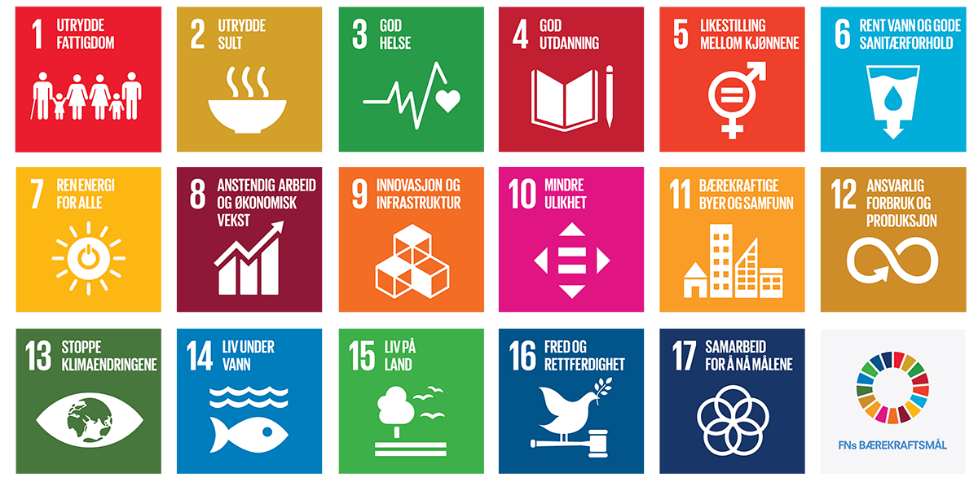 1 UTRYDDE
FATTIGDOM
2 UTRYDDE
SULT
3 GOD
HELSE
4 GOD
UTDANNING
5 LIKESTILLING
MELLOM KJØNNENE
6 RENT VANN OG GODE
SANITÆRFORHOLD
7 REN ENERGI
FOR ALLE
8 ANSTENDIG ARBEID
OG ØKONOMISK
VEKST
9 INNOVASJON OG
INFRASTRUKTUR
10 MINDRE
ULIKHET
11 BÆREKRAFTIGE
BYER OG SAMFUNN
12 ANSVARLIG
FORBRUK OG
PRODUKSJON
13 STOPPE
KLIMAENDRINGENE
14 LIV UNDER
VANN
15 LIV PÅ
LAND
16 FRED OG
RETTFERDIGHET
17 SAMARBEID
FOR Å NÅ MÅLENE
FNs BÆREKRAFTSMÅL